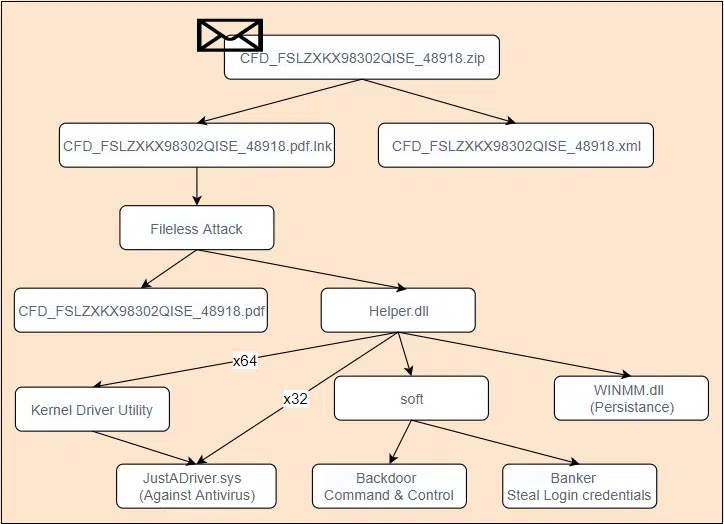 CFD_FSLZXKX98302QISE_48918.zip
CFD_FSLZXKX98302QISE_48918.pdf.lnk
CFD_FSLZXKX98302QISE_48918.xml
Fileless Attack
CFD_FSLZXKX98302QISE_48918.pdf
Helper.dll
x64
x32
Kernel Driver Utility
soft
WINMM.dll
(Persistance)
JustADriver.sys
(Against Antivirus)
Backdoor
Command & Control
Banker
Steal Login credentials